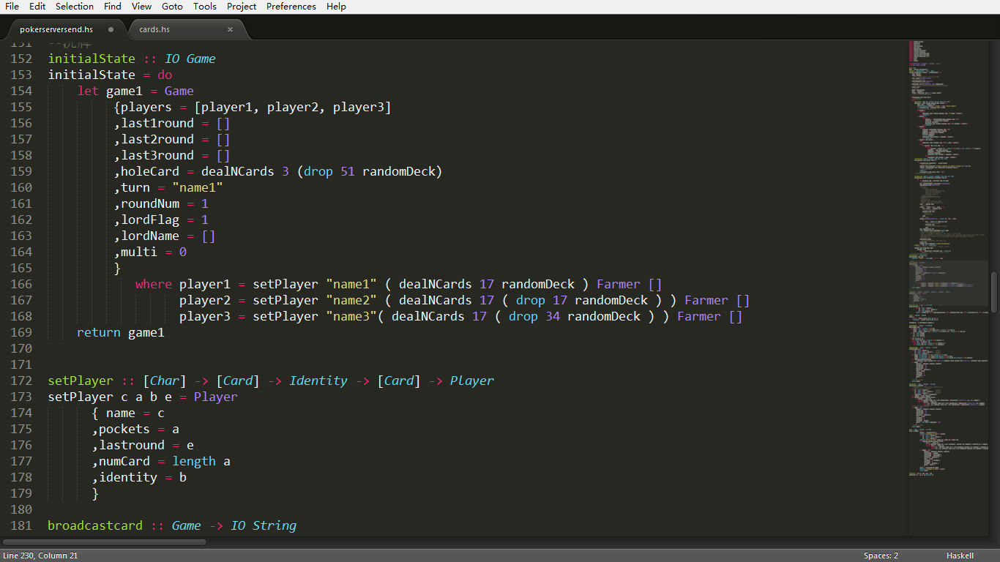 File Edit Selection Find View Goto Tools Project Preferences Help
pokerserversend.hs
cards.hs
151 --洗牌
152 initialState :: IO Game
153 initialState = do
154 let game1 = Game
155 {players = [player1, player2, player3]
156 ,last1round = []
157 ,last2round = []
158 ,last3round = []
159 ,holeCard = dealNCards 3 (drop 51 randomDeck)
160 ,turn = "name1"
161 ,roundNum = 1
162 ,lordFlag = 1
163 ,lordName = []
164 ,multi = 0
165 }
166 where player1 = setPlayer "name1" ( dealNCards 17 randomDeck ) Farmer []
167 player2 = setPlayer "name2" ( dealNCards 17 ( drop 17 randomDeck ) ) Farmer []
168 player3 = setPlayer "name3"( dealNCards 17 ( drop 34 randomDeck ) ) Farmer []
169 return game1
170
171
172 setPlayer :: [Char] -> [Card] -> Identity -> [Card] -> Player
173 setPlayer c a b e = Player
174 { name = c
175 ,pockets = a
176 ,lastround = e
177 ,numCard = length a
178 ,identity = b
179 }
180
181 broadcastcard :: Game -> IO String
Line 230, Column 21
Spaces: 2
Haskell